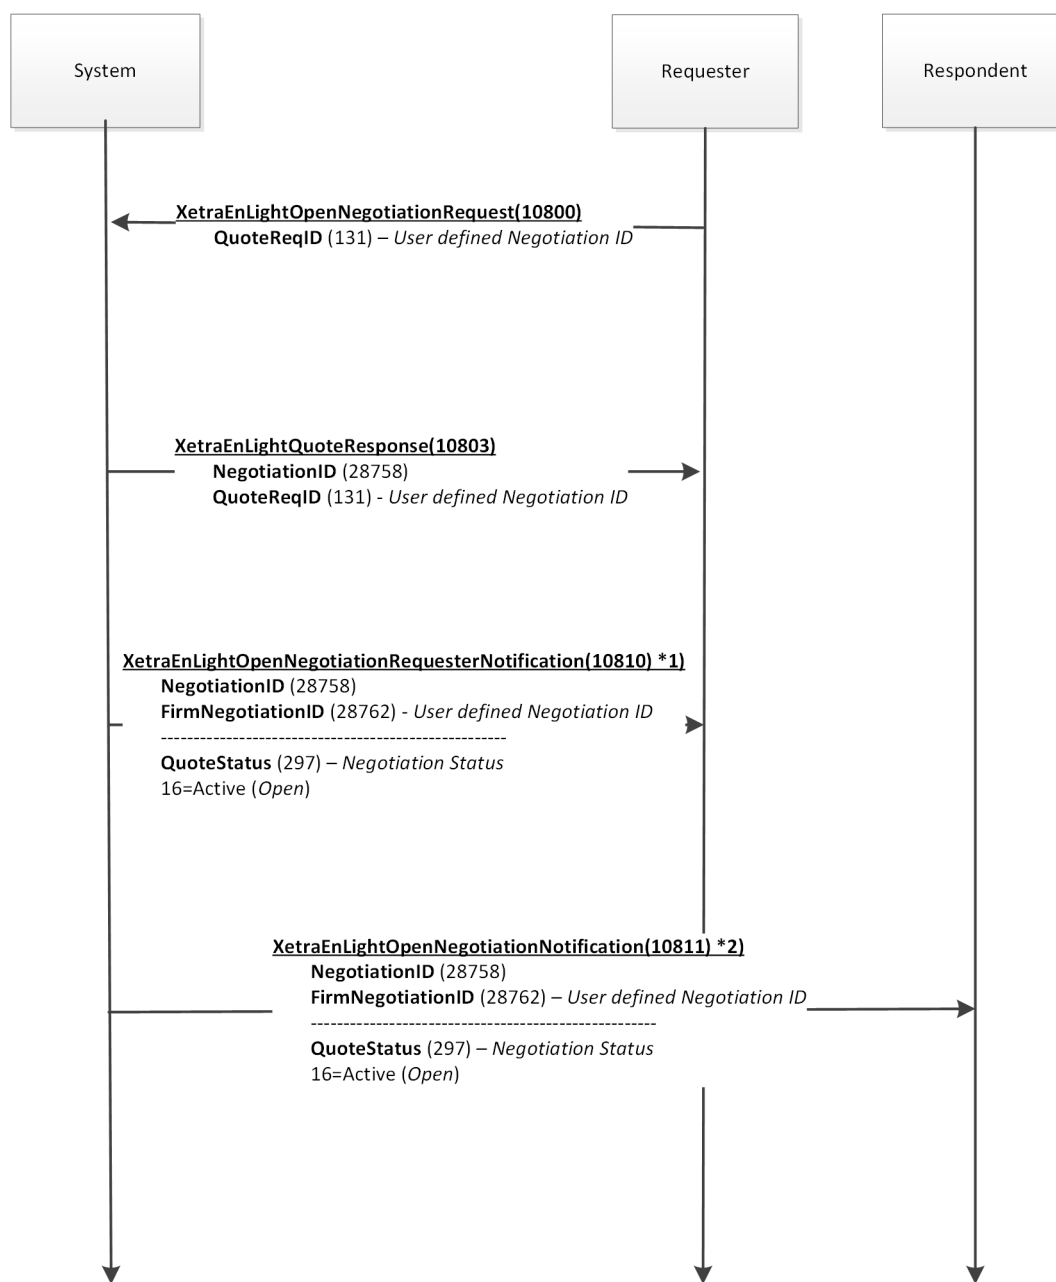 System
Requester
Respondent
XetraEnLightOpenNegotiationRequest(10800)
QuoteReqID (131) – User defined Negotiation ID
XetraEnLightQuoteResponse(10803)
NegotiationID (28758)
QuoteReqID (131) - User defined Negotiation ID
XetraEnLightOpenNegotiationRequesterNotification(10810) *1)
NegotiationID (28758)
FirmNegotiationID (28762) - User defined Negotiation ID
-----------------------------------------------------
QuoteStatus (297) – Negotiation Status
16=Active (Open)
XetraEnLightOpenNegotiationNotification(10811) *2)
NegotiationID (28758)
FirmNegotiationID (28762) – User defined Negotiation ID
-----------------------------------------------------
QuoteStatus (297) – Negotiation Status
16=Active (Open)